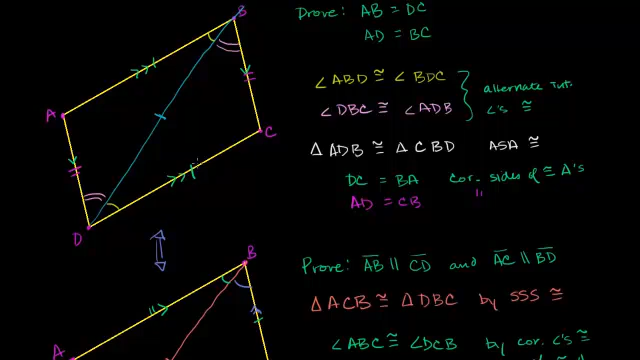 B
Prove: AB = DC
AD = BC
∠ABD ≅ ∠BDC
alternate int.
∠DBC ≅ ∠ADB
∠'s ≅
A
C
△ADB ≅ △CBD ASA ≅
DC = BA cor. sides of ≅ △'s
AD = CB "
D
B
Prove: AB || CD and AC || BD
△ACB ≅ △DBC by SSS ≅
A
∠ABC ≅ ∠DCB by cor. ∠'s ≅